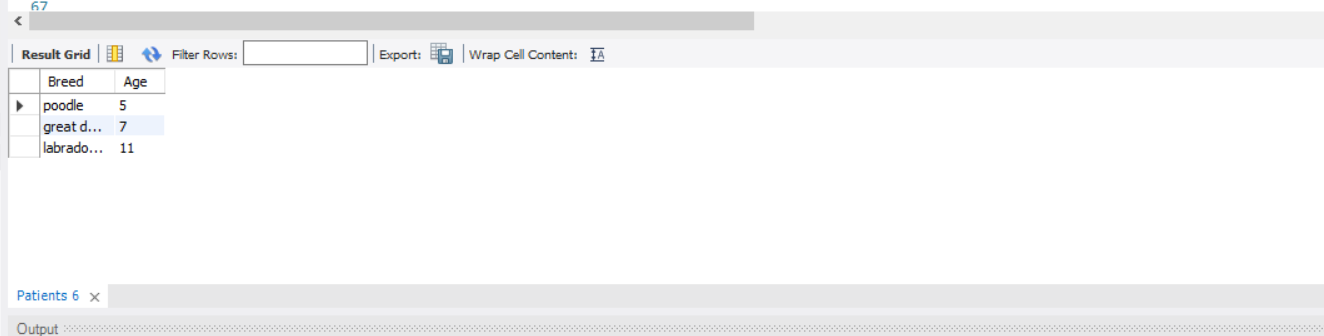 67
Result Grid Filter Rows: Export: Wrap Cell Content:
Breed Age
poodle 5
great d... 7
labrado... 11
Patients 6
Output